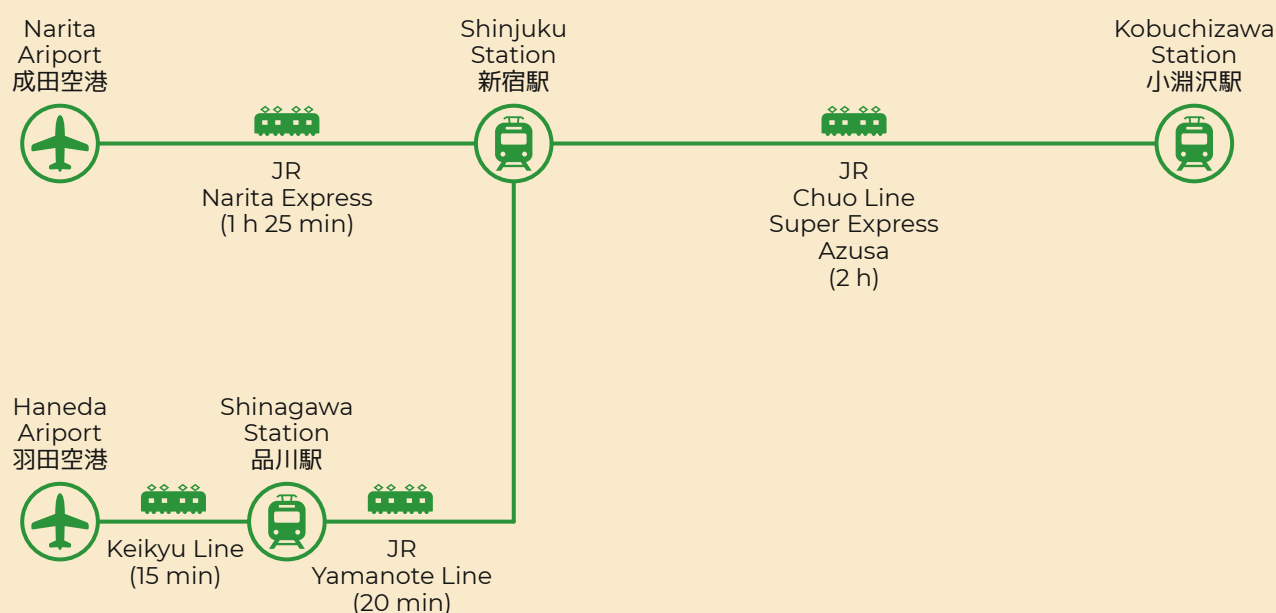 Narita
Ariport
成田空港
Shinjuku
Station
新宿駅
Kobuchizawa
Station
小淵沢駅
JR
Narita Express
(1 h 25 min)
JR
Chuo Line
Super Express
Azusa
(2 h)
Haneda
Ariport
羽田空港
Shinagawa
Station
品川駅
Keikyu Line
(15 min)
JR
Yamanote Line
(20 min)